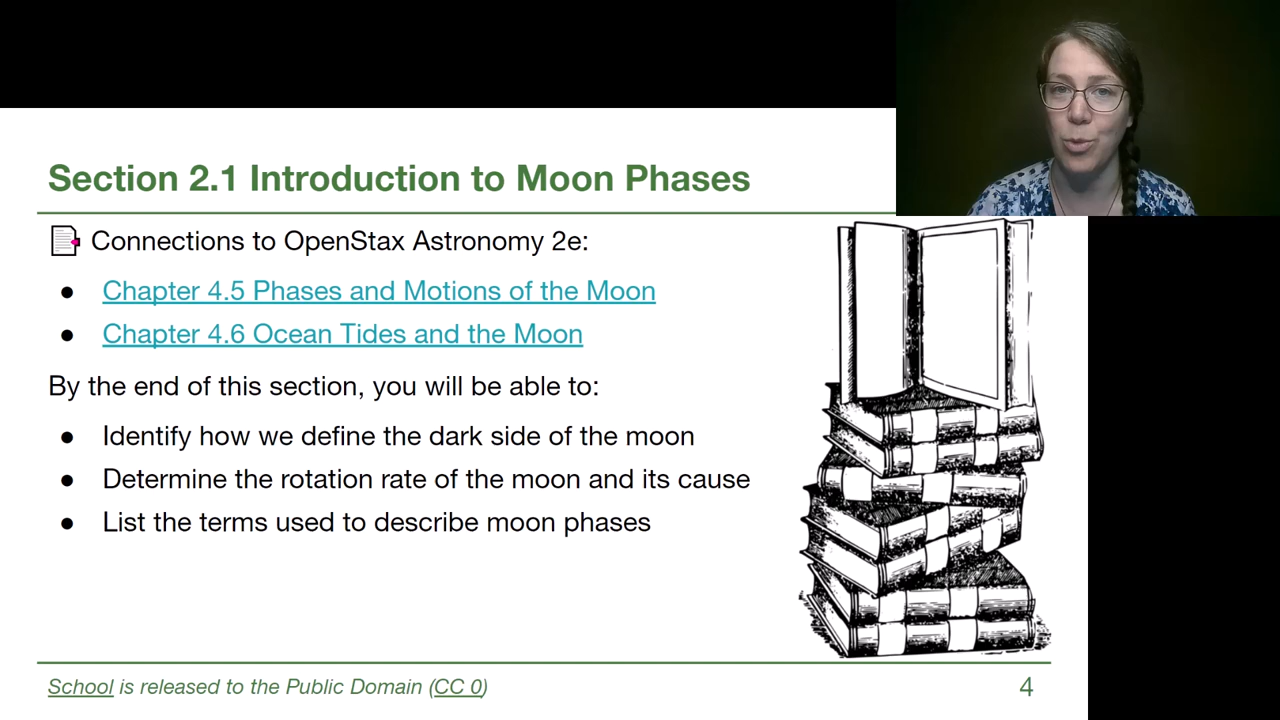 Section 2.1 Introduction to Moon Phases
Connections to OpenStax Astronomy 2e:
● Chapter 4.5 Phases and Motions of the Moon
● Chapter 4.6 Ocean Tides and the Moon
By the end of this section, you will be able to:
● Identify how we define the dark side of the moon
● Determine the rotation rate of the moon and its cause
● List the terms used to describe moon phases
School is released to the Public Domain (CC 0)
4